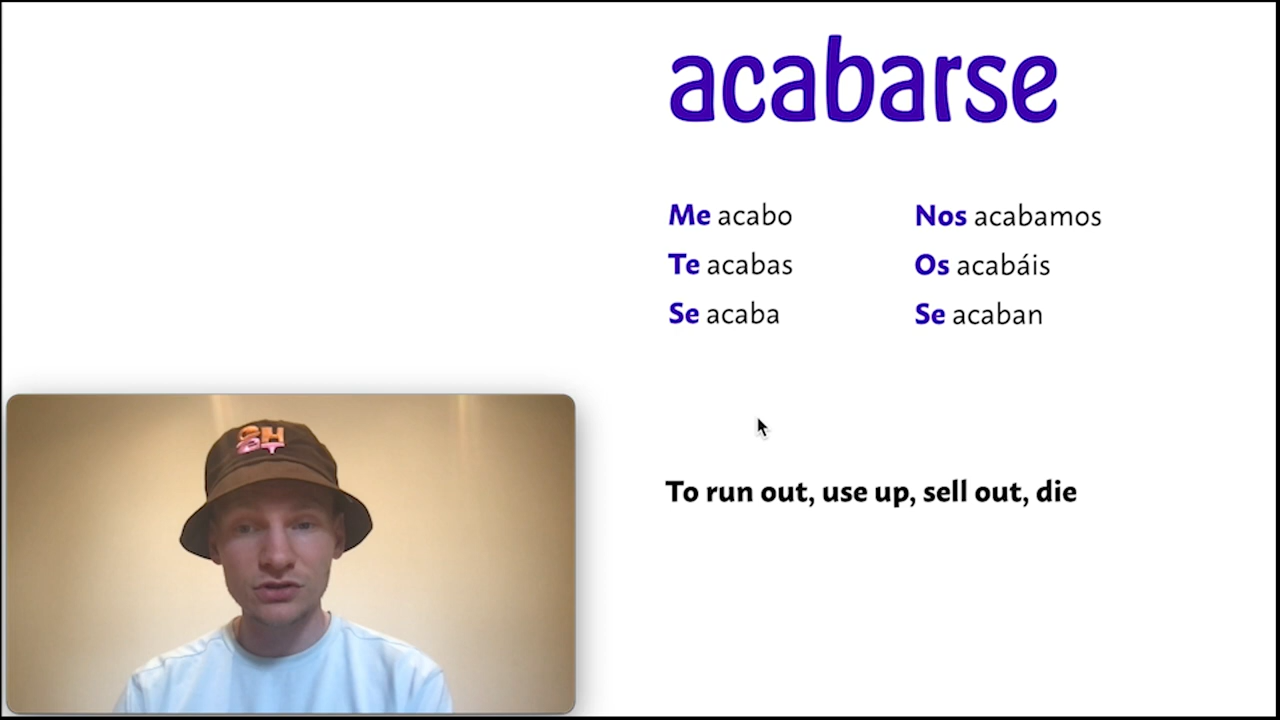 acabarse
Me acabo
Te acabas
Se acaba
Nos acabamos
Os acabáis
Se acaban
To run out, use up, sell out, die